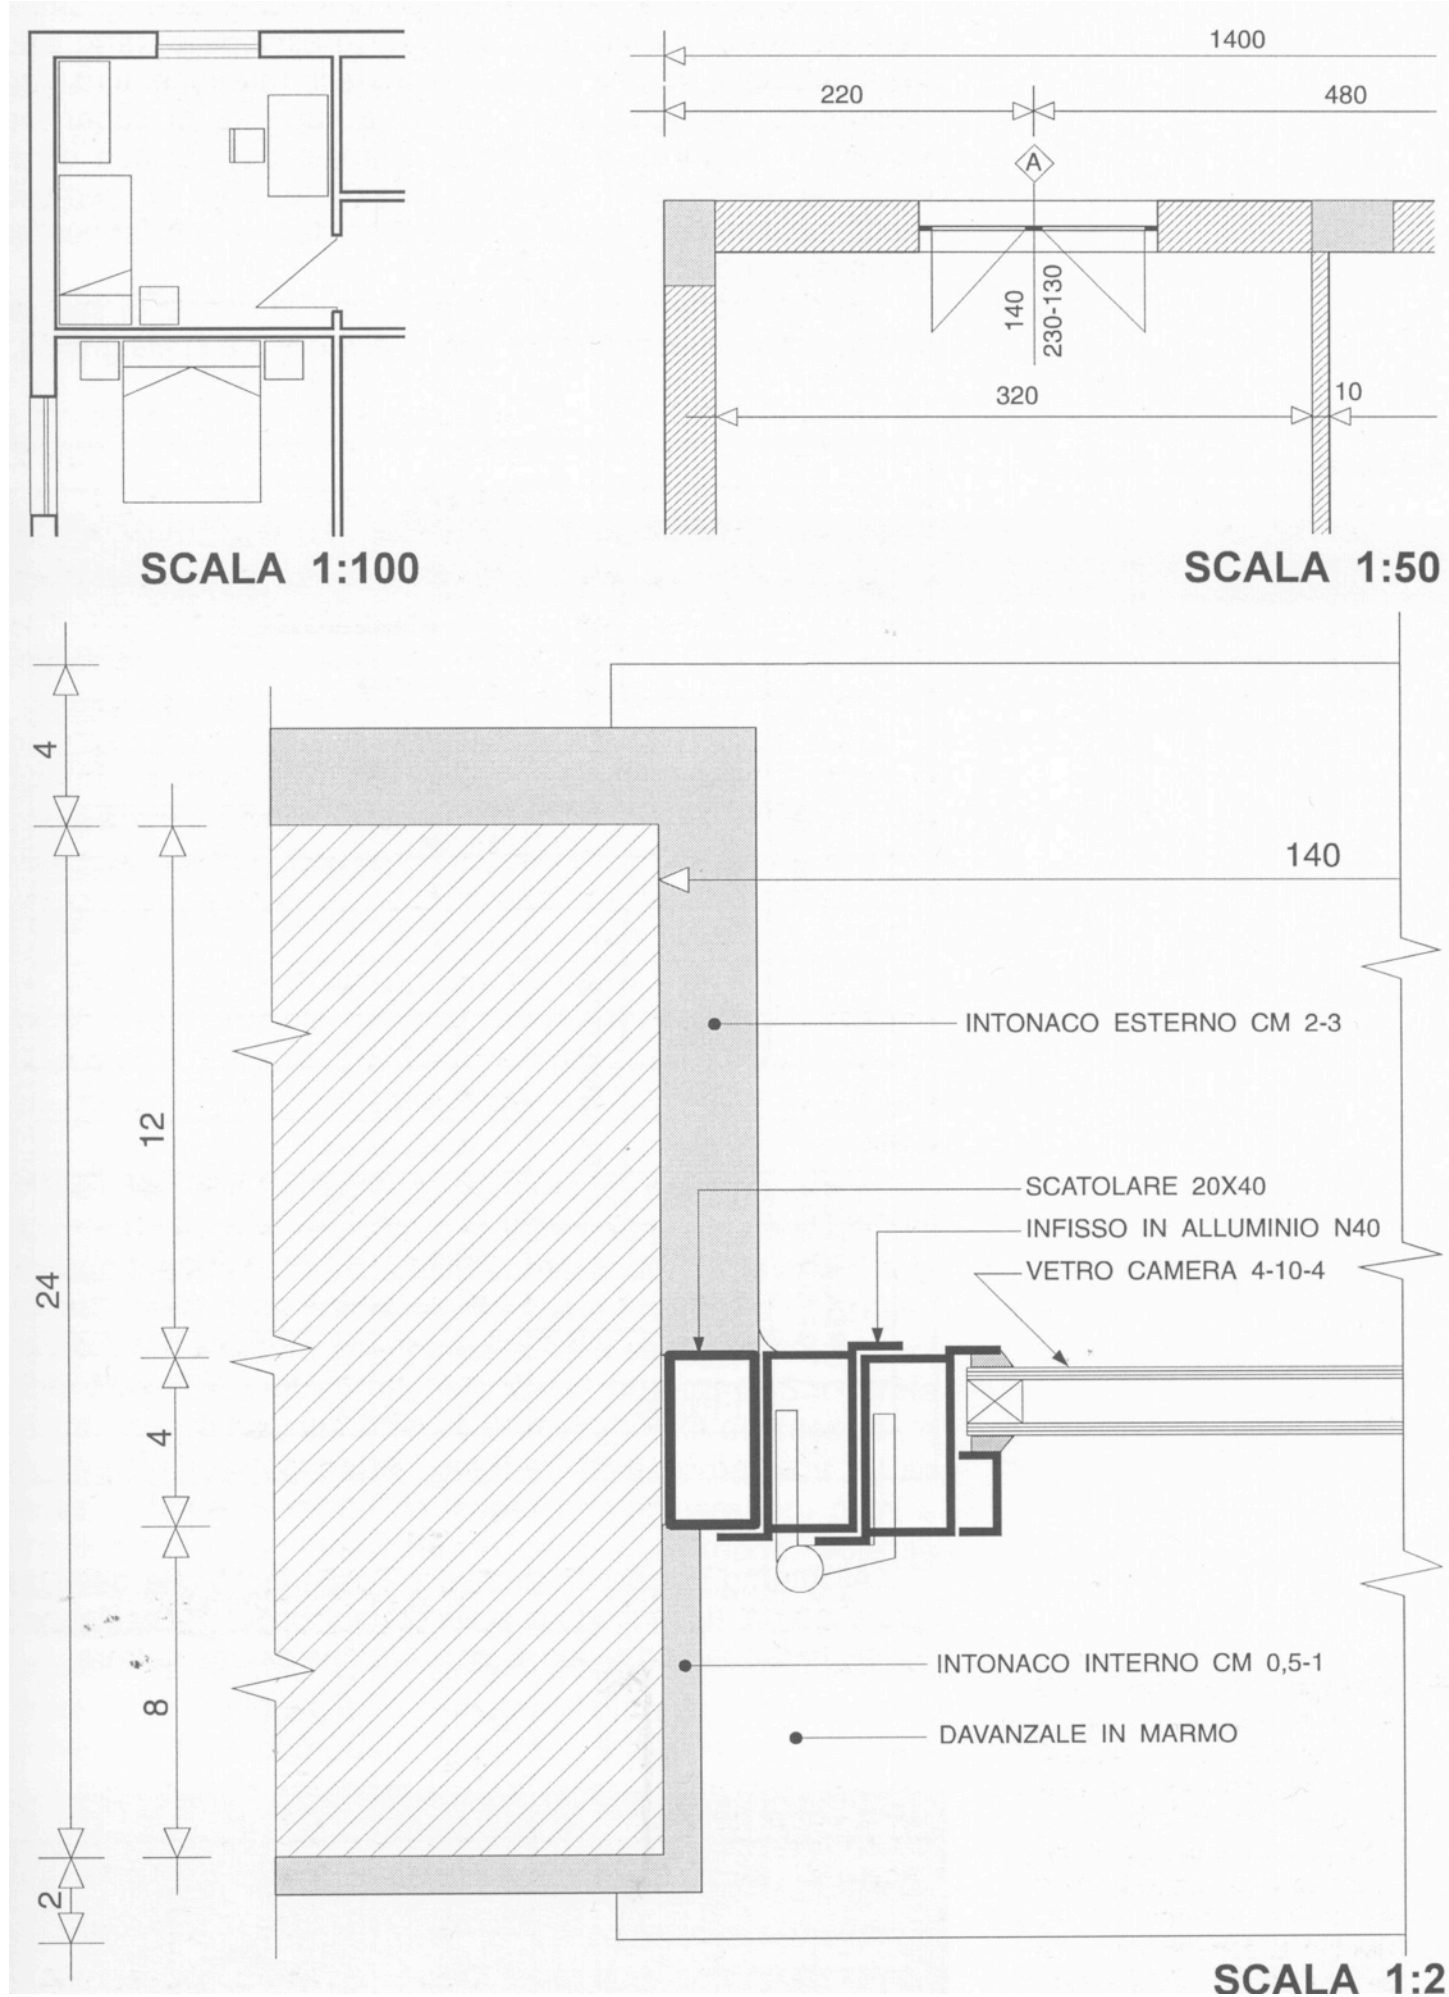 1400
220
480
A
140
230-130
320
10
SCALA 1:100
SCALA 1:50
4
140
INTONACO ESTERNO CM 2-3
12
SCATOLARE 20X40
INFISSO IN ALLUMINIO N40
VETRO CAMERA 4-10-4
24
4
INTONACO INTERNO CM 0,5-1
8
DAVANZALE IN MARMO
2
SCALA 1:2